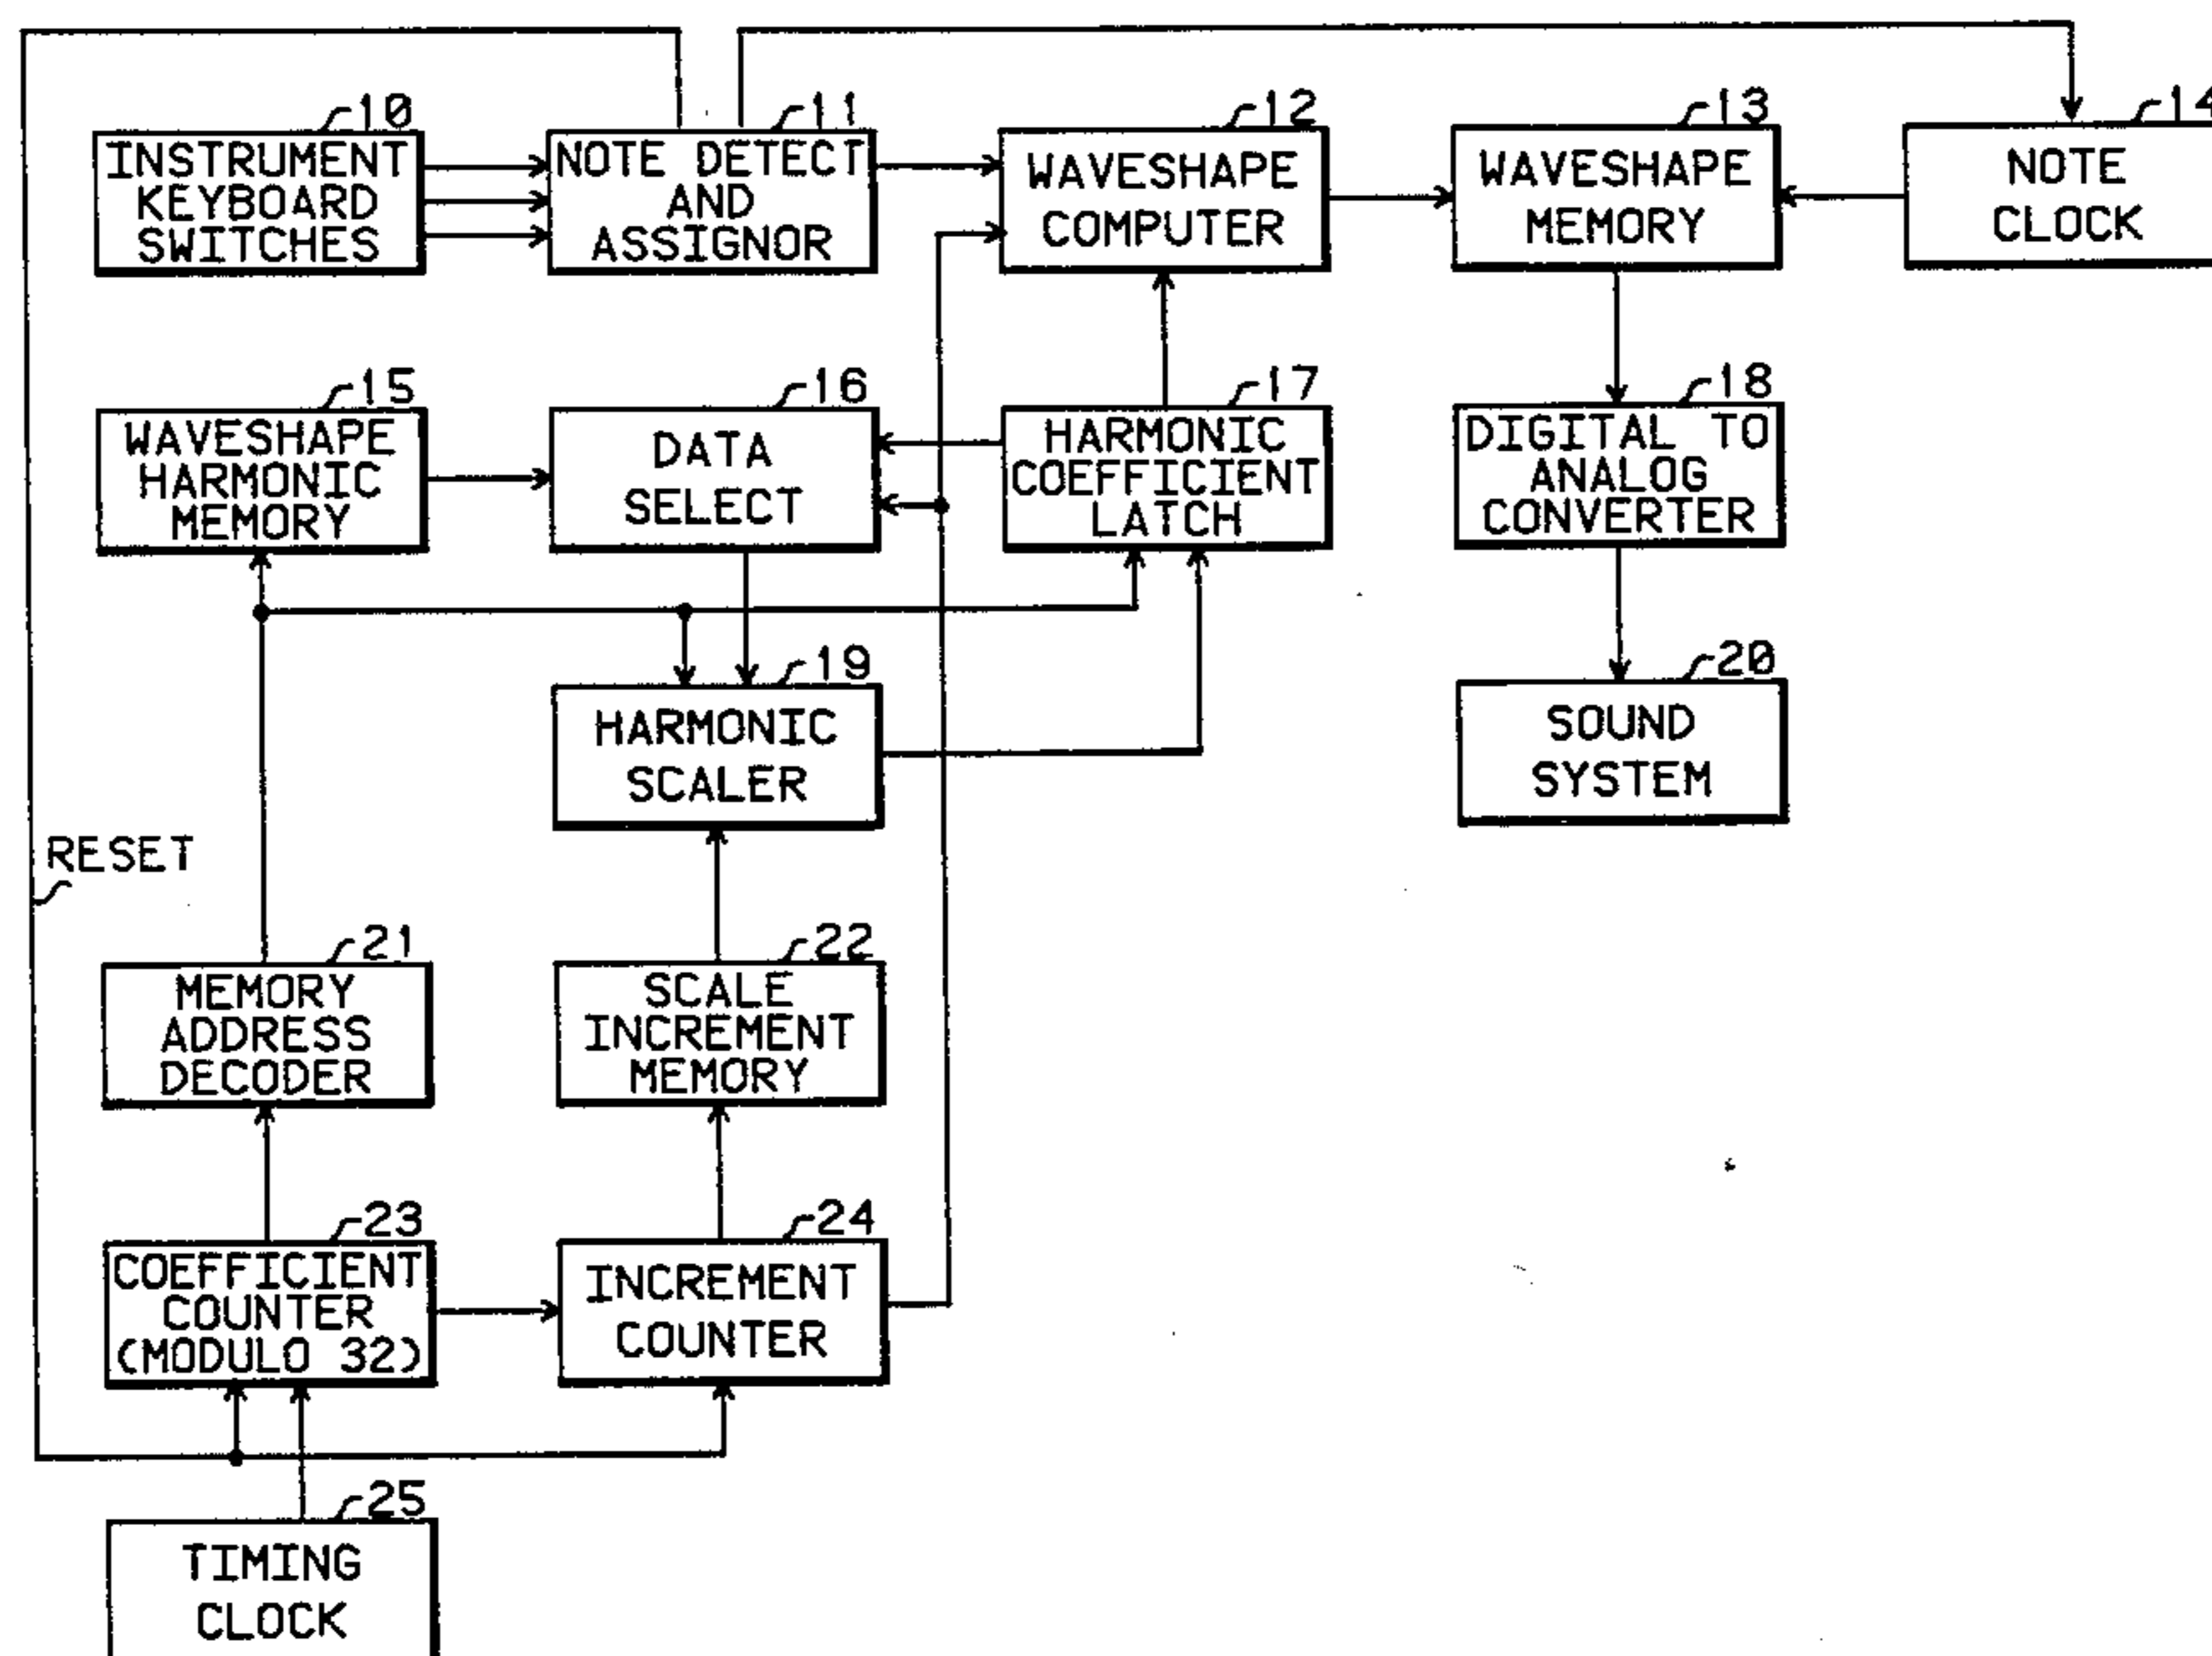 10
INSTRUMENT
KEYBOARD
SWITCHES
11
NOTE DETECT
AND
ASSIGNOR
12
WAVESHAPE
COMPUTER
13
WAVESHAPE
MEMORY
14
NOTE
CLOCK
15
WAVESHAPE
HARMONIC
MEMORY
16
DATA
SELECT
17
HARMONIC
COEFFICIENT
LATCH
18
DIGITAL TO
ANALOG
CONVERTER
19
HARMONIC
SCALER
20
SOUND
SYSTEM
RESET
21
MEMORY
ADDRESS
DECODER
22
SCALE
INCREMENT
MEMORY
23
COEFFICIENT
COUNTER
(MODULO 32)
24
INCREMENT
COUNTER
25
TIMING
CLOCK